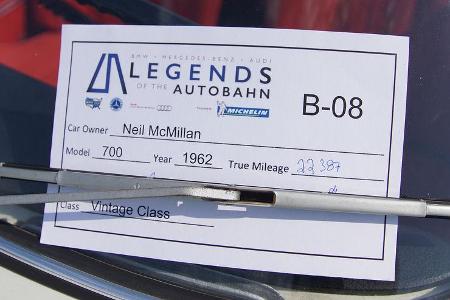 BMW • MERCEDES-BENZ • AUDI
LEGENDS
OF THE AUTOBAHN
MICHELIN
B-08
Car Owner Neil McMillan
Model 700 Year 1962 True Mileage 22387
Class Vintage Class